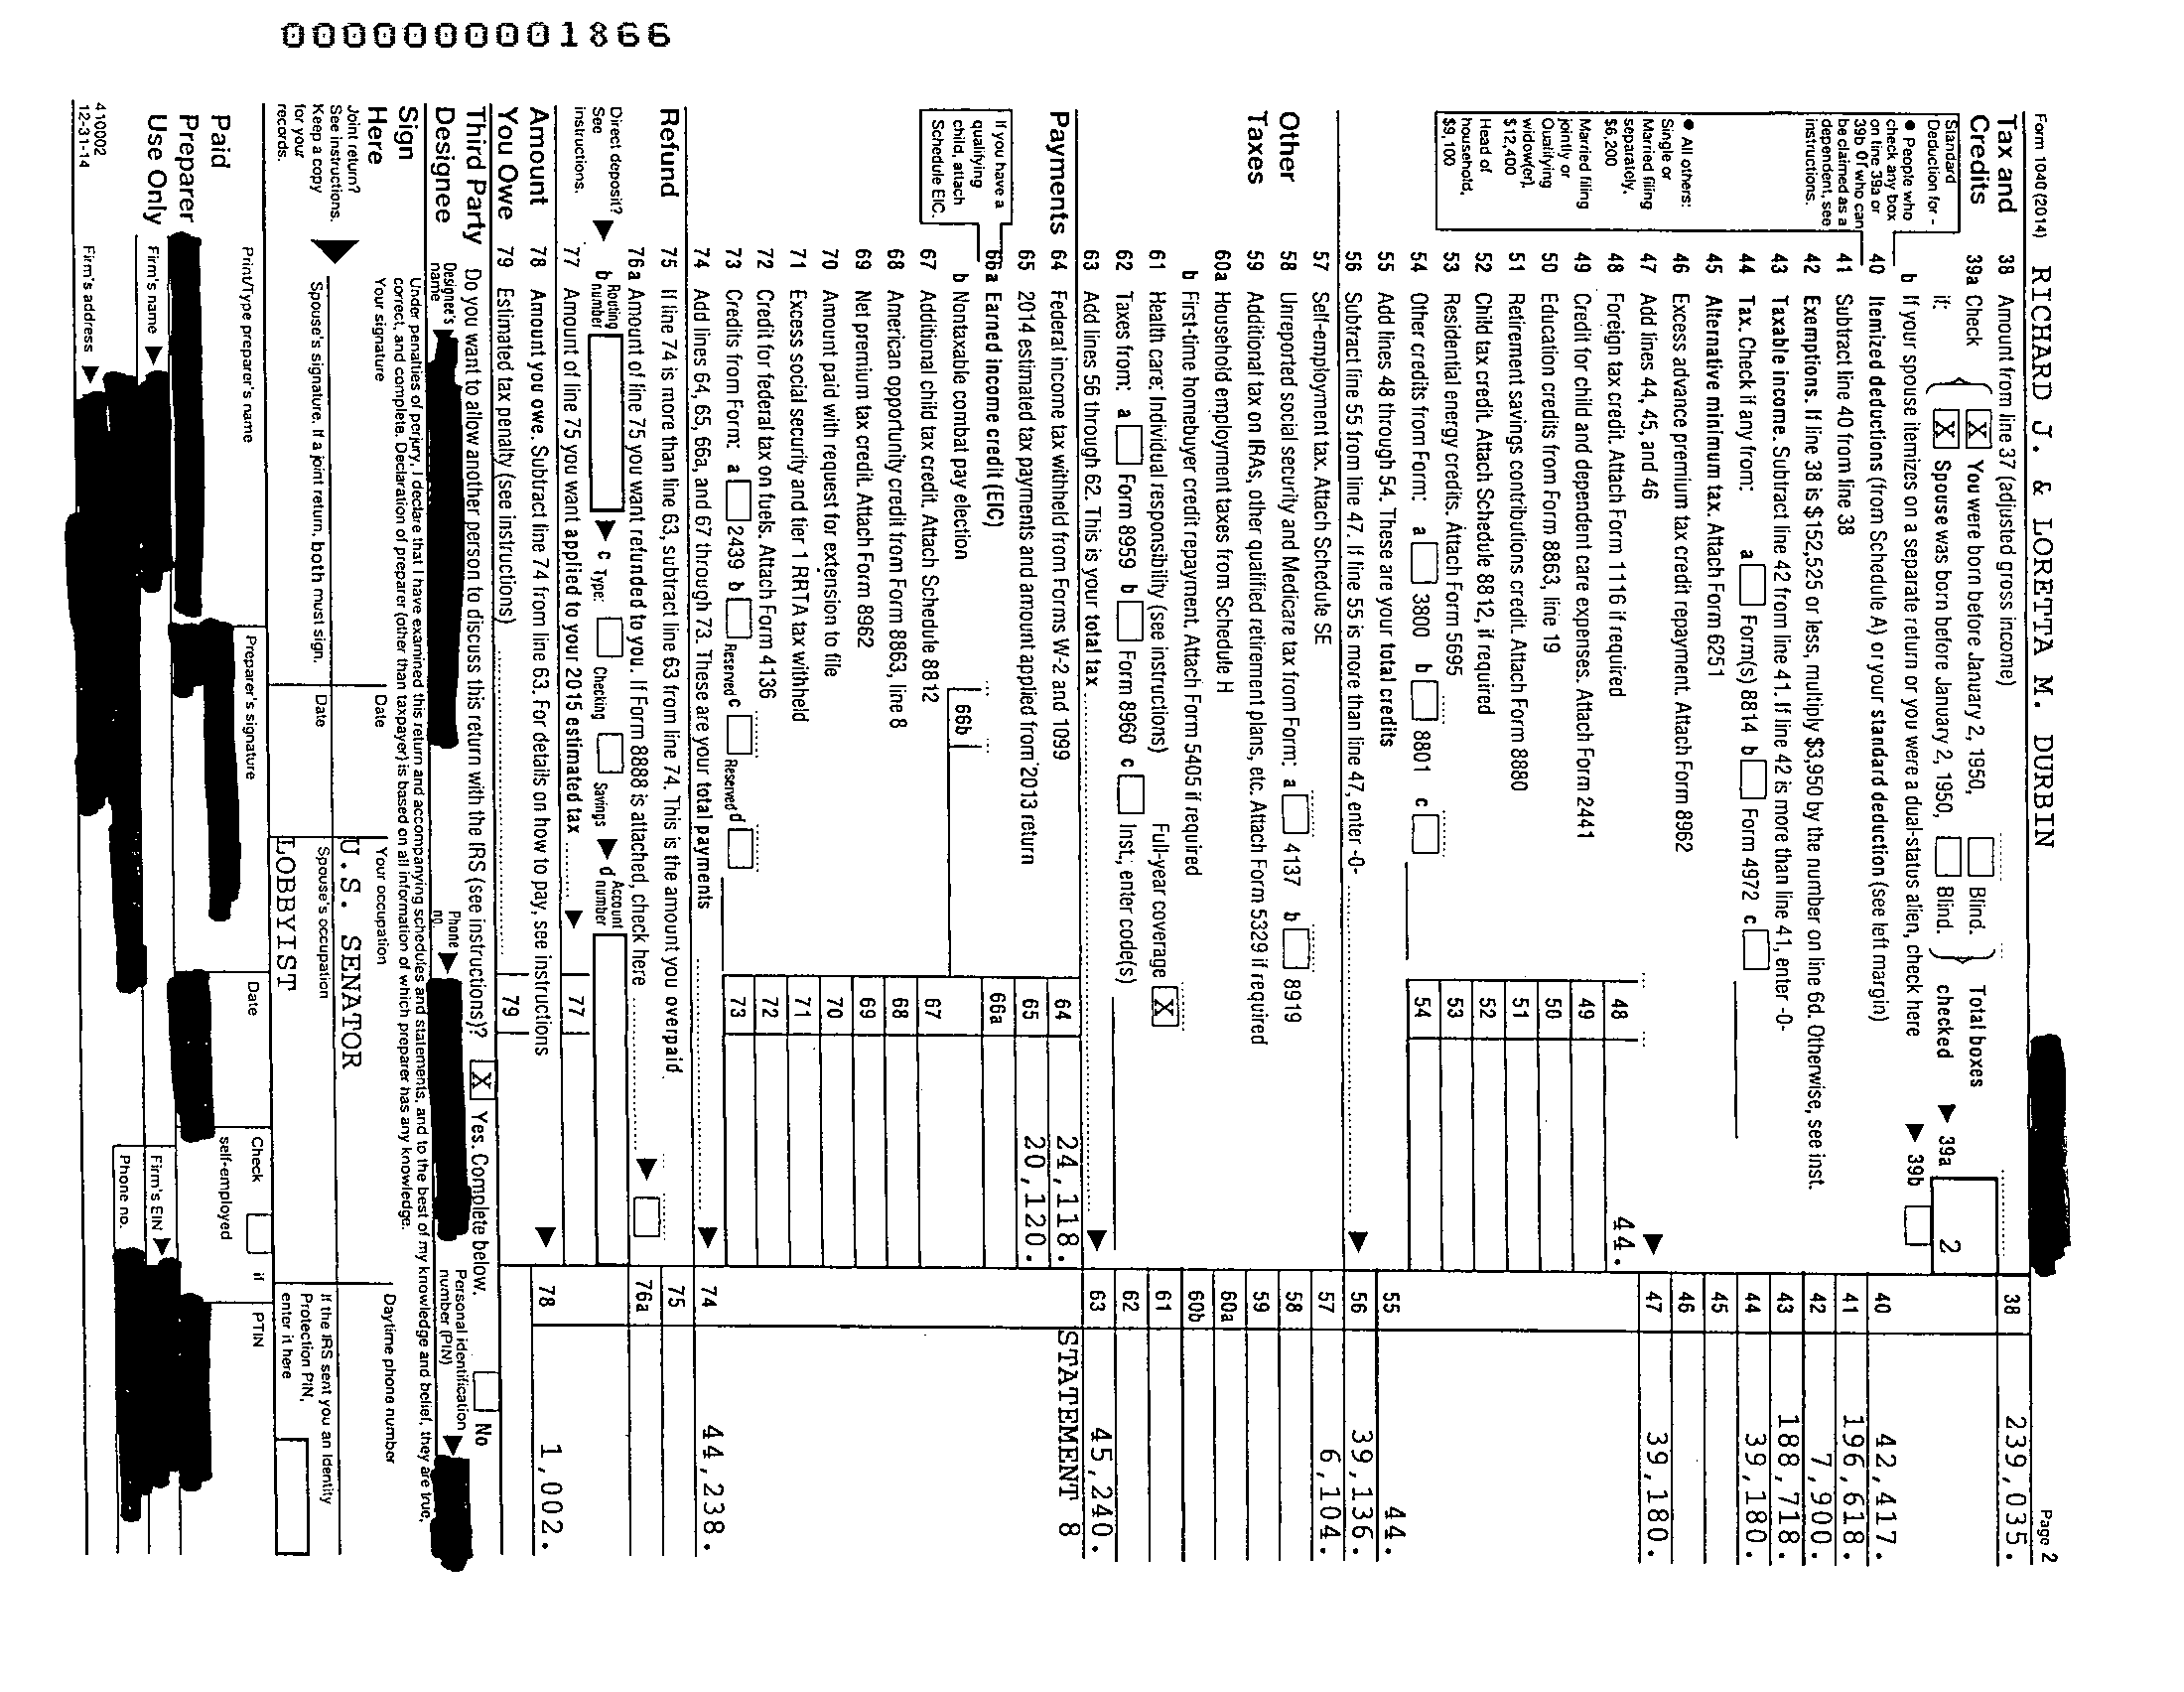 Form 1040 (2014) RICHARD J. & LORETA M. DURBIN Page 2
Tax and Credits
38 Amount from line 37 (adjusted gross income) 38 239,035.
39a Check if: X You were born before January 2, 1950, Blind. Total boxes
X Spouse was born before January 2, 1950, Blind. checked ▶ 39a 2
b If your spouse itemizes on a separate return or you were a dual-status alien, check here ▶ 39b
Standard Deduction for -
● People who check any box on line 39a or 39b or who can be claimed as a dependent, see instructions.
● All others:
Single or Married filing separately, $6,200
Married filing jointly or Qualifying widow(er), $12,400
Head of household, $9,100
40 Itemized deductions (from Schedule A) or your standard deduction (see left margin) 40 42,417.
41 Subtract line 40 from line 38 41 196,618.
42 Exemptions. If line 38 is $152,525 or less, multiply $3,950 by the number on line 6d. Otherwise, see inst. 42 7,900.
43 Taxable income. Subtract line 42 from line 41. If line 42 is more than line 41, enter -0- 43 188,718.
44 Tax. Check if any from: a Form(s) 8814 b Form 4972 c 44 39,180.
45 Alternative minimum tax. Attach Form 6251 45
46 Excess advance premium tax credit repayment. Attach Form 8962 46
47 Add lines 44, 45, and 46 ▶ 47 39,180.
48 Foreign tax credit. Attach Form 1116 if required 48 44.
49 Credit for child and dependent care expenses. Attach Form 2441 49
50 Education credits from Form 8863, line 19 50
51 Retirement savings contributions credit. Attach Form 8880 51
52 Child tax credit. Attach Schedule 8812, if required 52
53 Residential energy credits. Attach Form 5695 53
54 Other credits from Form: a 3800 b 8801 c 54
55 Add lines 48 through 54. These are your total credits 55 44.
56 Subtract line 55 from line 47. If line 55 is more than line 47, enter -0- ▶ 56 39,136.
Other Taxes
57 Self-employment tax. Attach Schedule SE 57 6,104.
58 Unreported social security and Medicare tax from Form: a 4137 b 8919 58
59 Additional tax on IRAs, other qualified retirement plans, etc. Attach Form 5329 if required 59
60a Household employment taxes from Schedule H 60a
b First-time homebuyer credit repayment. Attach Form 5405 if required 60b
61 Health care: Individual responsibility (see instructions) Full-year coverage X 61
62 Taxes from: a Form 8959 b Form 8960 c Inst.; enter code(s) 62
63 Add lines 56 through 62. This is your total tax ▶ 63 45,240.
Payments
64 Federal income tax withheld from Forms W-2 and 1099 64 24,118. STATEMENT 8
65 2014 estimated tax payments and amount applied from 2013 return 65 20,120.
If you have a qualifying child, attach Schedule EIC.
66a Earned income credit (EIC) 66a
b Nontaxable combat pay election 66b
67 Additional child tax credit. Attach Schedule 8812 67
68 American opportunity credit from Form 8863, line 8 68
69 Net premium tax credit. Attach Form 8962 69
70 Amount paid with request for extension to file 70
71 Excess social security and tier 1 RRTA tax withheld 71
72 Credit for federal tax on fuels. Attach Form 4136 72
73 Credits from Form: a 2439 b Reserved c Reserved d 73
74 Add lines 64, 65, 66a, and 67 through 73. These are your total payments ▶ 74 44,238.
Refund
75 If line 74 is more than line 63, subtract line 63 from line 74. This is the amount you overpaid 75
76a Amount of line 75 you want refunded to you. If Form 8888 is attached, check here ▶ 76a
Direct deposit? See instructions.
▶ b Routing number ▶ c Type: Checking Savings ▶ d Account number
77 Amount of line 75 you want applied to your 2015 estimated tax ▶ 77
Amount You Owe
78 Amount you owe. Subtract line 74 from line 63. For details on how to pay, see instructions ▶ 78 1,002.
79 Estimated tax penalty (see instructions) 79
Third Party Designee
Do you want to allow another person to discuss this return with the IRS (see instructions)? X Yes. Complete below. No
Designee's name ▶ Phone no. ▶ Personal identification number (PIN) ▶
Sign Here
Joint return? See instructions. Keep a copy for your records.
Under penalties of perjury, I declare that I have examined this return and accompanying schedules and statements, and to the best of my knowledge and belief, they are true,
correct, and complete. Declaration of preparer (other than taxpayer) is based on all information of which preparer has any knowledge.
Your signature Date Your occupation Daytime phone number
U.S. SENATOR
Spouse's signature. If a joint return, both must sign. Date Spouse's occupation If the IRS sent you an Identity Protection PIN, enter it here
LOBBYIST
Paid Preparer Use Only
Print/Type preparer's name Preparer's signature Date Check if self-employed PTIN
Firm's name ▶ Firm's EIN ▶
Firm's address ▶ Phone no.
410002
12-31-14
0000000001866